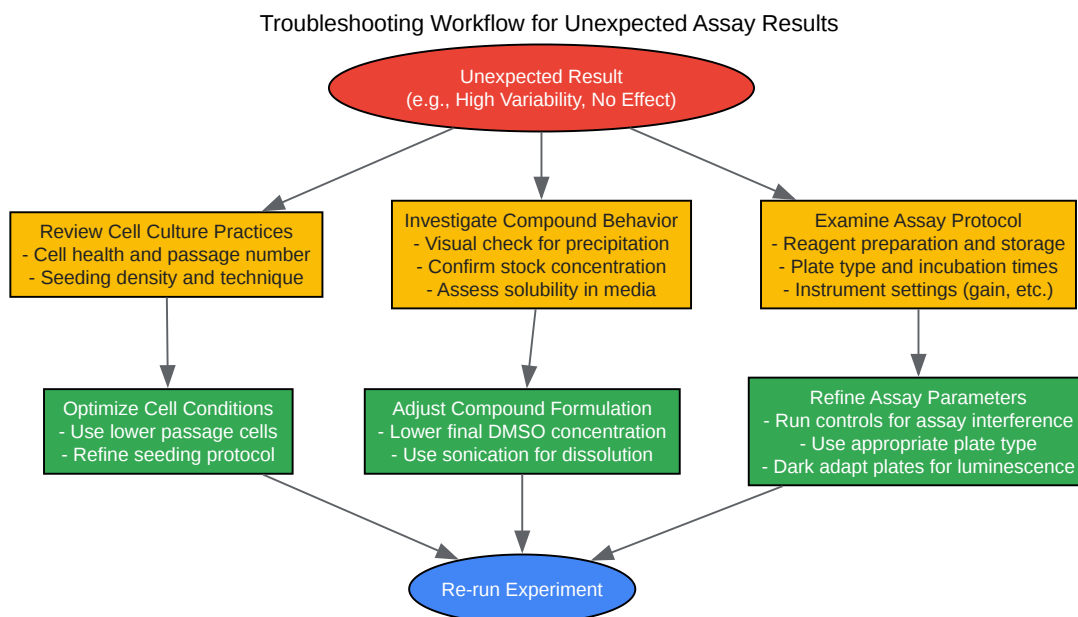 Troubleshooting Workflow for Unexpected Assay Results
Unexpected Result
(e.g., High Variability, No Effect)
Review Cell Culture Practices
- Cell health and passage number
- Seeding density and technique
Investigate Compound Behavior
- Visual check for precipitation
- Confirm stock concentration
- Assess solubility in media
Examine Assay Protocol
- Reagent preparation and storage
- Plate type and incubation times
- Instrument settings (gain, etc.)
Optimize Cell Conditions
- Use lower passage cells
- Refine seeding protocol
Adjust Compound Formulation
- Lower final DMSO concentration
- Use sonication for dissolution
Refine Assay Parameters
- Run controls for assay interference
- Use appropriate plate type
- Dark adapt plates for luminescence
Re-run Experiment